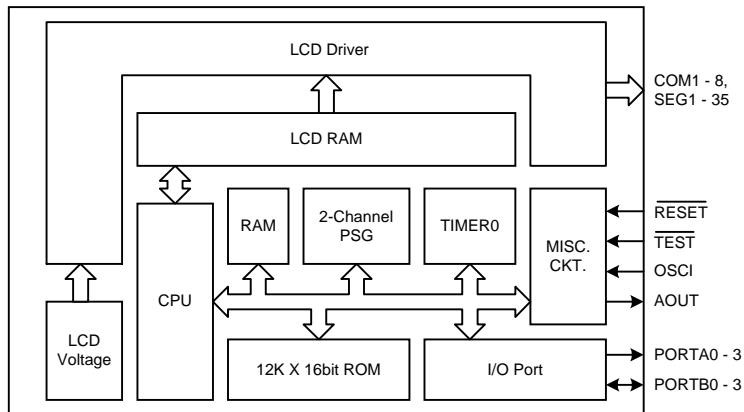 LCD Driver
COM1 - 8,
SEG1 - 35
LCD RAM
RAM
2-Channel
PSG
TIMER0
MISC.
CKT.
RESET
TEST
OSCI
AOUT
CPU
LCD
Voltage
12K X 16bit ROM
I/O Port
PORTA0 - 3
PORTB0 - 3